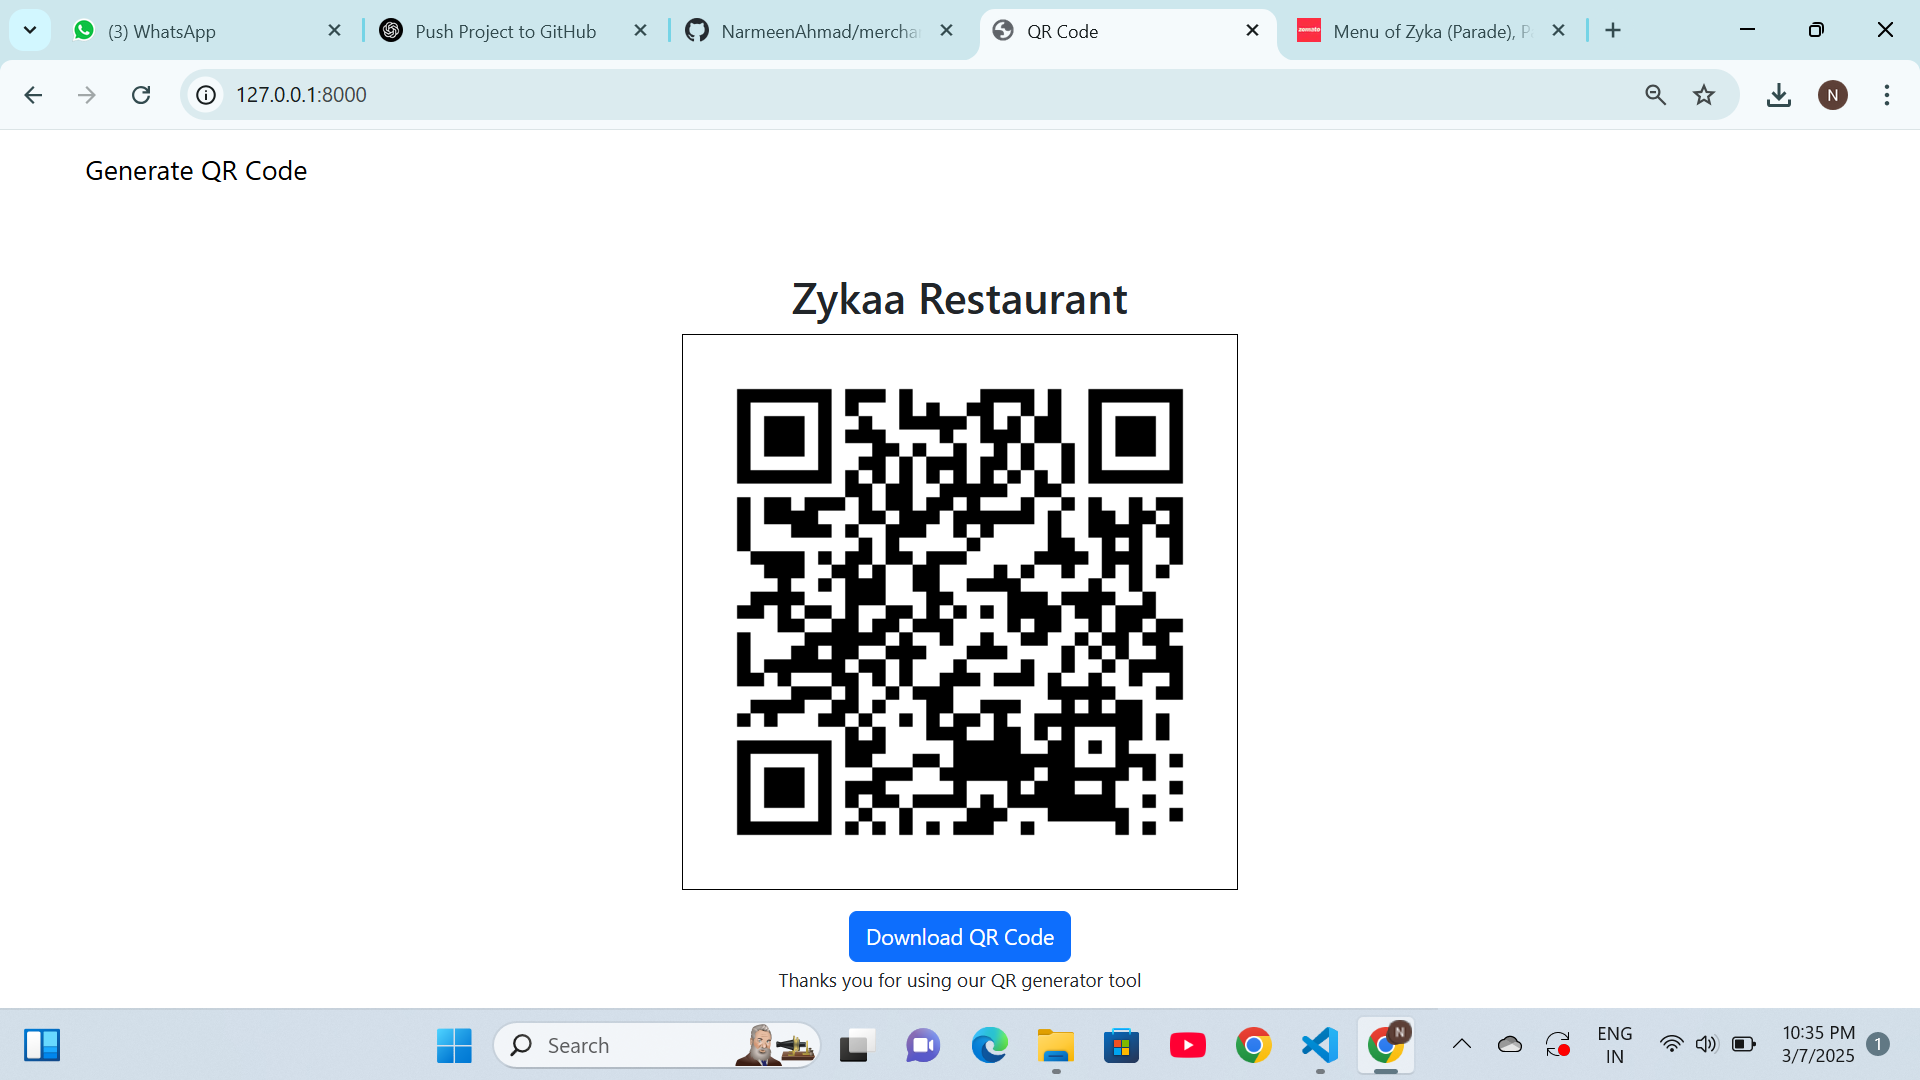 (3) WhatsApp
Push Project to GitHub
NarmeenAhmad/mercha
QR Code
zomato
Menu of Zyka (Parade), P
127.0.0.1:8000
N
Generate QR Code
Zykaa Restaurant
Download QR Code
Thanks you for using our QR generator tool
Search
N
ENG
IN
10:35 PM
3/7/2025
1